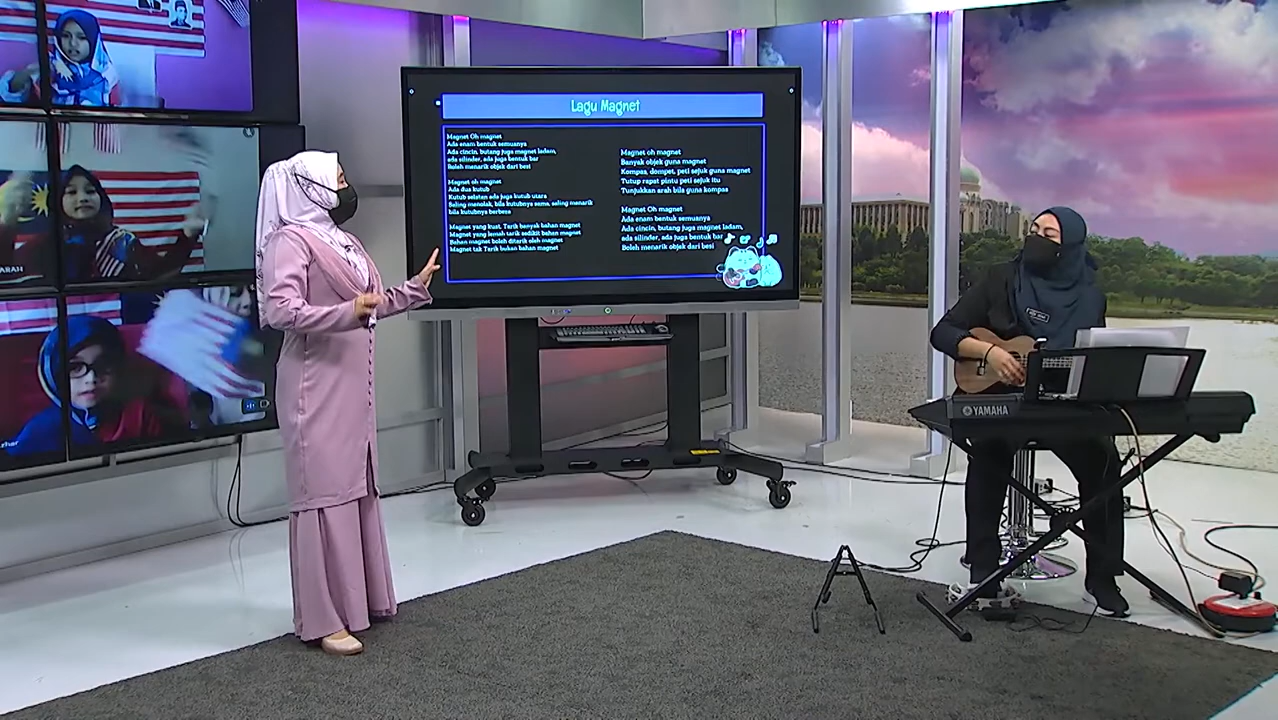 Lagu Magnet
Magnet Oh magnet
Ada enam bentuk semuanya
Ada cincin, butang juga magnet ladam,
ada silinder, ada juga bentuk bar
Boleh menarik objek dari besi
Magnet oh magnet
Ada dua kutub
Kutub selatan ada juga kutub utara
Saling menolak, bila kutubnya sama, saling menarik
bila kutubnya berbeza
Magnet yang kuat. Tarik banyak bahan magnet
Magnet yang lemah tarik sedikit bahan magnet
Bahan magnet boleh ditarik oleh magnet
Magnet tak Tarik bukan bahan magnet
Magnet oh magnet
Banyak objek guna magnet
Kompas, dompet, peti sejuk guna magnet
Tutup rapat pintu peti sejuk itu
Tunjukkan arah bila guna kompas
Magnet Oh magnet
Ada enam bentuk semuanya
Ada cincin, butang juga magnet ladam,
ada silinder, ada juga bentuk bar
Boleh menarik objek dari besi
ARAH
zhar
YAMAHA